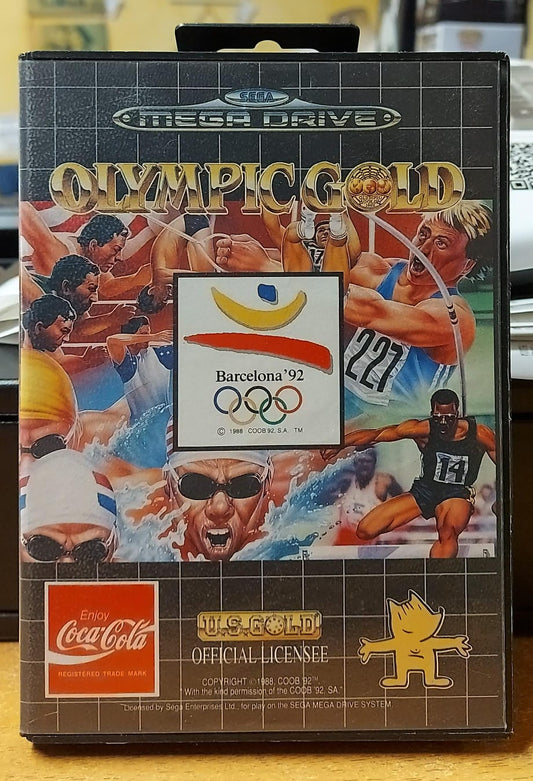 SEGA
MEGA DRIVE
OLYMPIC GOLD
17
227
Barcelona '92
© 1988 COOB'92, S.A. TM
14
Enjoy
Coca-Cola
REGISTERED TRADE MARK
U.S. GOLD
OFFICIAL LICENSEE
COPYRIGHT ©1988, COOB '92™.
"With the kind permission of the COOB '92, SA."
Licensed by Sega Enterprises Ltd., for play on the SEGA MEGA DRIVE SYSTEM.